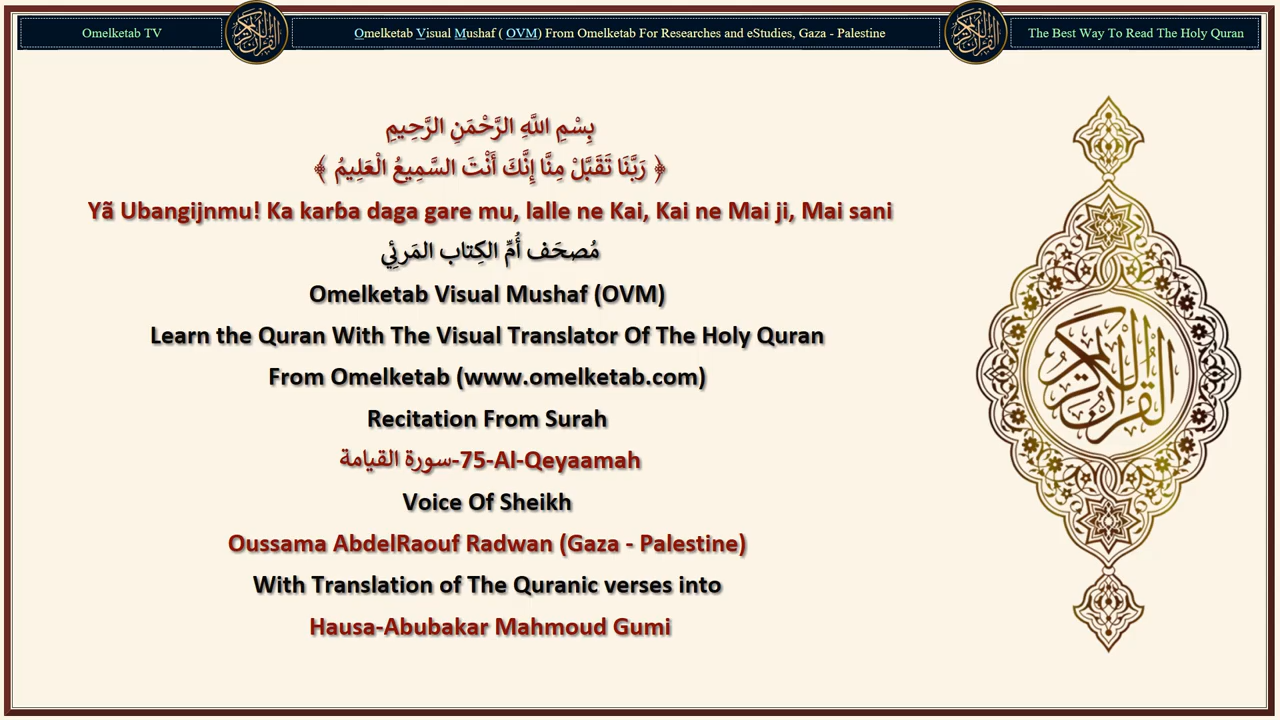 Omelketab TV
Omelketab Visual Mushaf ( OVM) From Omelketab For Researches and eStudies, Gaza - Palestine
The Best Way To Read The Holy Quran
بِسْمِ اللَّهِ الرَّحْمَنِ الرَّحِيمِ
﴿ رَبَّنَا تَقَبَّلْ مِنَّا إِنَّكَ أَنْتَ السَّمِيعُ الْعَلِيمُ ﴾
Yã Ubangijnmu! Ka karɓa daga gare mu, lalle ne Kai, Kai ne Mai ji, Mai sani
مُصحَف أُمِّ الكِتاب المَرئِي
Omelketab Visual Mushaf (OVM)
Learn the Quran With The Visual Translator Of The Holy Quran
From Omelketab (www.omelketab.com)
Recitation From Surah
سورة القيامة-75-Al-Qeyaamah
Voice Of Sheikh
Oussama AbdelRaouf Radwan (Gaza - Palestine)
With Translation of The Quranic verses into
Hausa-Abubakar Mahmoud Gumi
القرآن الكريم